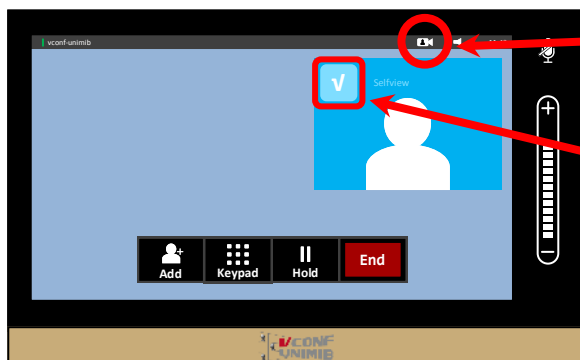 vconf-unimib
√ Selfview
Add
Keypad
Hold
End
VCONF
UNIMIB